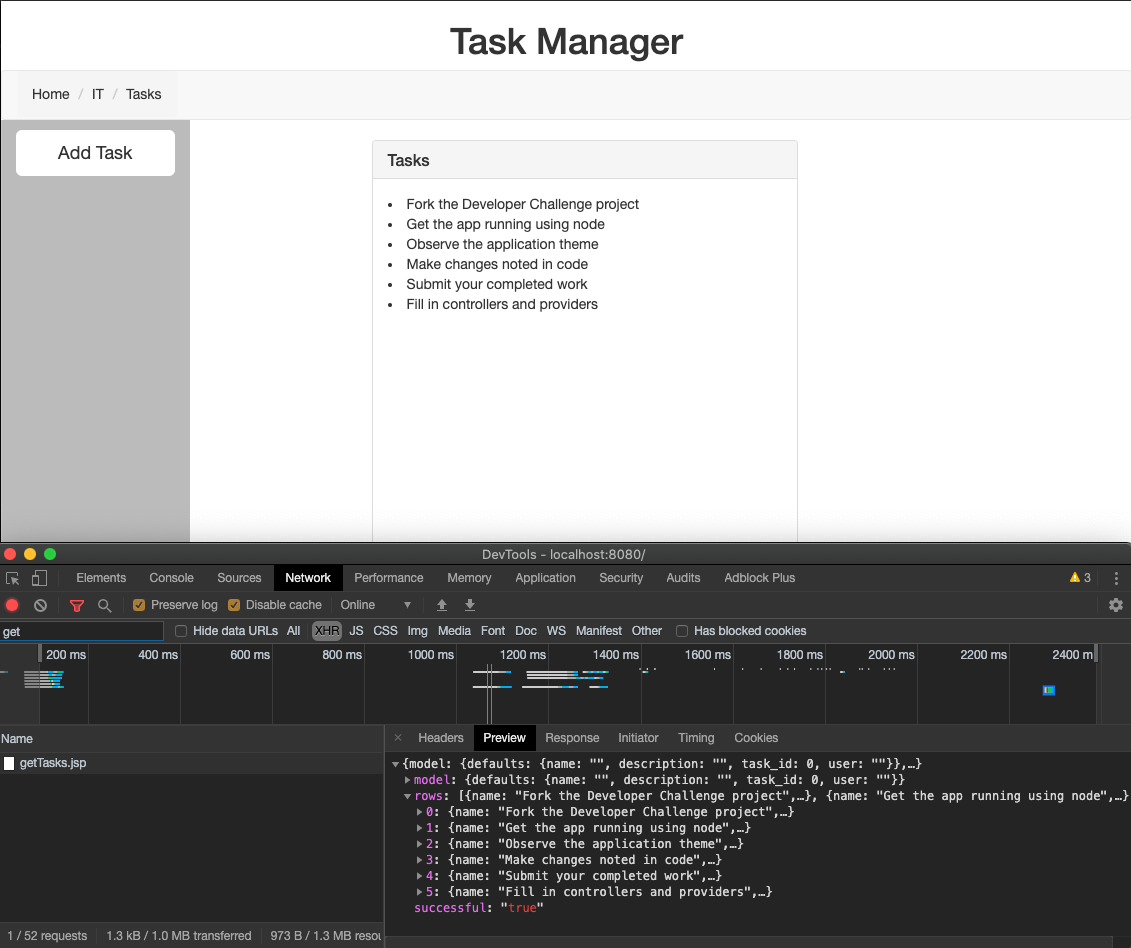 Task Manager
Home / IT / Tasks
Add Task
Tasks
• Fork the Developer Challenge project
• Get the app running using node
• Observe the application theme
• Make changes noted in code
• Submit your completed work
• Fill in controllers and providers
DevTools - localhost:8080/
Elements Console Sources Network Performance Memory Application Security Audits Adblock Plus 3
Preserve log Disable cache Online
get Hide data URLs All XHR JS CSS Img Media Font Doc WS Manifest Other Has blocked cookies
200 ms 400 ms 600 ms 800 ms 1000 ms 1200 ms 1400 ms 1600 ms 1800 ms 2000 ms 2200 ms 2400 m
Name
× Headers Preview Response Initiator Timing Cookies
getTasks.jsp
{model: {defaults: {name: "", description: "", task_id: 0, user: ""}},…}
model: {defaults: {name: "", description: "", task_id: 0, user: ""}}
rows: [{name: "Fork the Developer Challenge project",…}, {name: "Get the app running using node",…}
0: {name: "Fork the Developer Challenge project",…}
1: {name: "Get the app running using node",…}
2: {name: "Observe the application theme",…}
3: {name: "Make changes noted in code",…}
4: {name: "Submit your completed work",…}
5: {name: "Fill in controllers and providers",…}
successful: "true"
1 / 52 requests 1.3 kB / 1.0 MB transferred 973 B / 1.3 MB resou